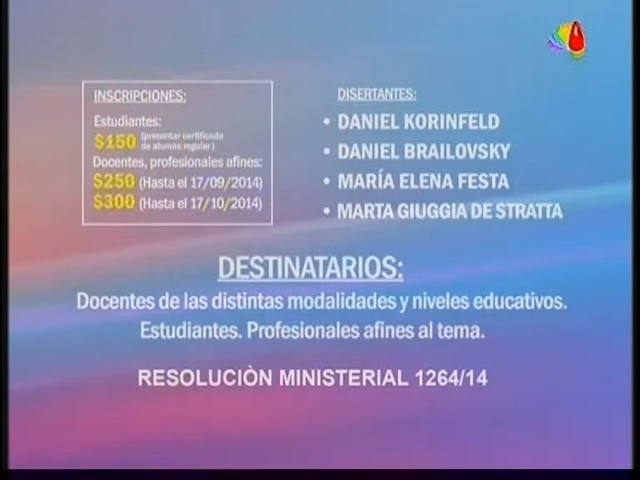 INSCRIPCIONES:
Estudiantes:
$150 (presentar certificado
de alumno regular)
Docentes, profesionales afines:
$250 (Hasta el 17/09/2014)
$300 (Hasta el 17/10/2014)
DISERTANTES:
• DANIEL KORINFELD
• DANIEL BRAILOVSKY
• MARÍA ELENA FESTA
• MARTA GIUGGIA DE STRATTA
DESTINATARIOS:
Docentes de las distintas modalidades y niveles educativos.
Estudiantes. Profesionales afines al tema.
RESOLUCIÒN MINISTERIAL 1264/14